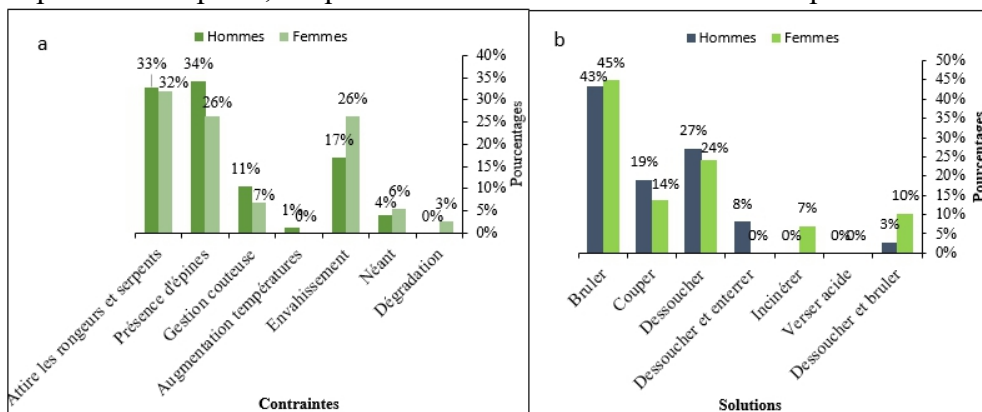 a
Hommes Femmes
33%
32%
34%
26%
11%
7%
1%
0%
17%
26%
4%
6%
0%
3%
40%
35%
30%
25%
20%
15%
10%
5%
0%
Pourcentages
Attire les rongeurs et serpents
Présence d'épines
Gestion couteuse
Augmentation températures
Envahissement
Néant
Dégradation
Contraintes
b
Hommes Femmes
43%
45%
19%
14%
27%
24%
8%
0%
0%
7%
0%
0%
3%
10%
50%
45%
40%
35%
30%
25%
20%
15%
10%
5%
0%
Pourcentages
Bruler
Couper
Dessoucher
Dessoucher et enterrer
Incinérer
Verser acide
Dessoucher et bruler
Solutions